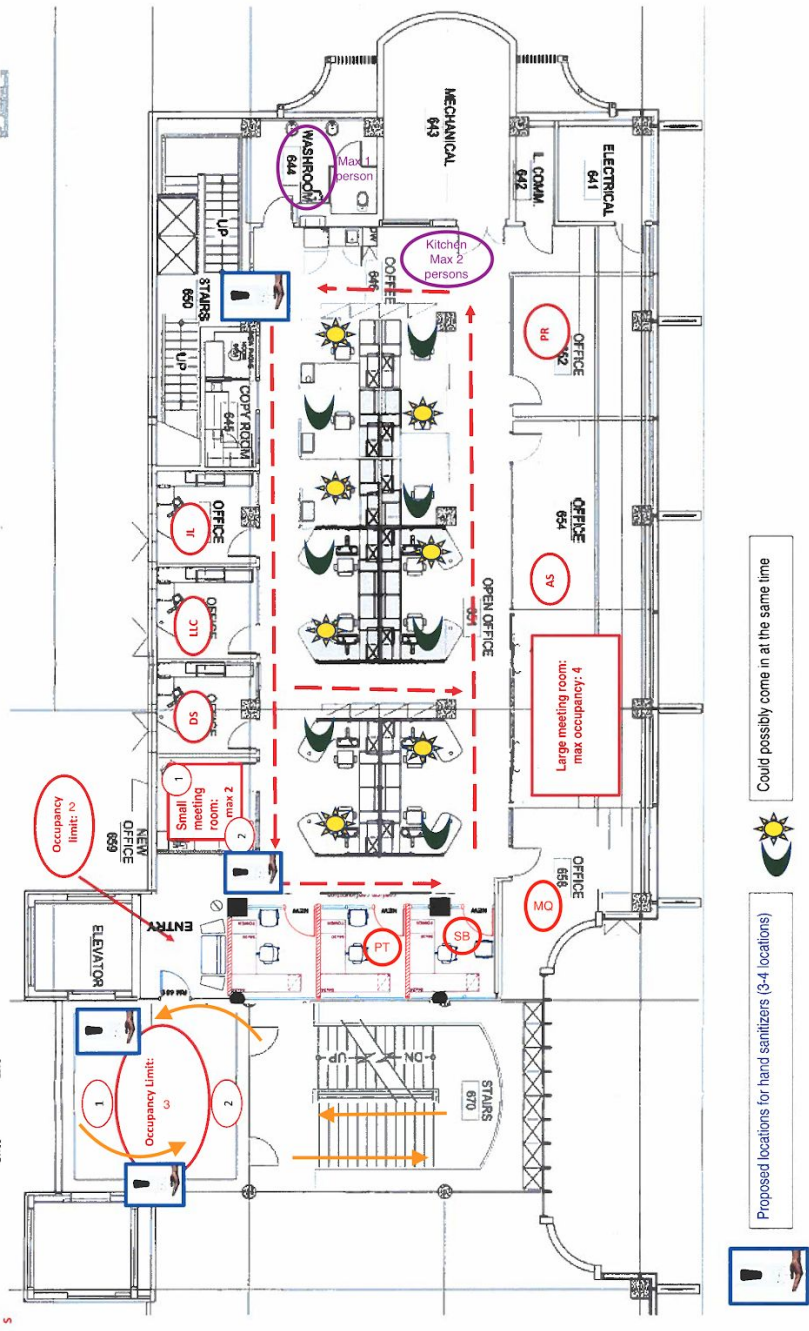 MECHANICAL
643
WASHROOM
644
Max 1
person
L. COMM.
642
ELECTRICAL
641
Kitchen
Max 2
persons
COFFEE
646
UP
STAIRS
650
UP
COPY ROOM
645
OFFICE
652
PR
OFFICE
654
AS
OFFICE
JL
OFFICE
LLC
OFFICE
DS
OPEN OFFICE
651
Large meeting room:
max occupancy: 4
1
Small
meeting
room:
max 2
2
Occupancy
limit: 2
NEW
OFFICE
659
OFFICE
658
MQ
ENTRY
ELEVATOR
NEW
NEW
PT
SB
1
Occupancy Limit:
3
2
UP
DN
STAIRS
670
Could possibly come in at the same time
Proposed locations for hand sanitizers (3-4 locations)